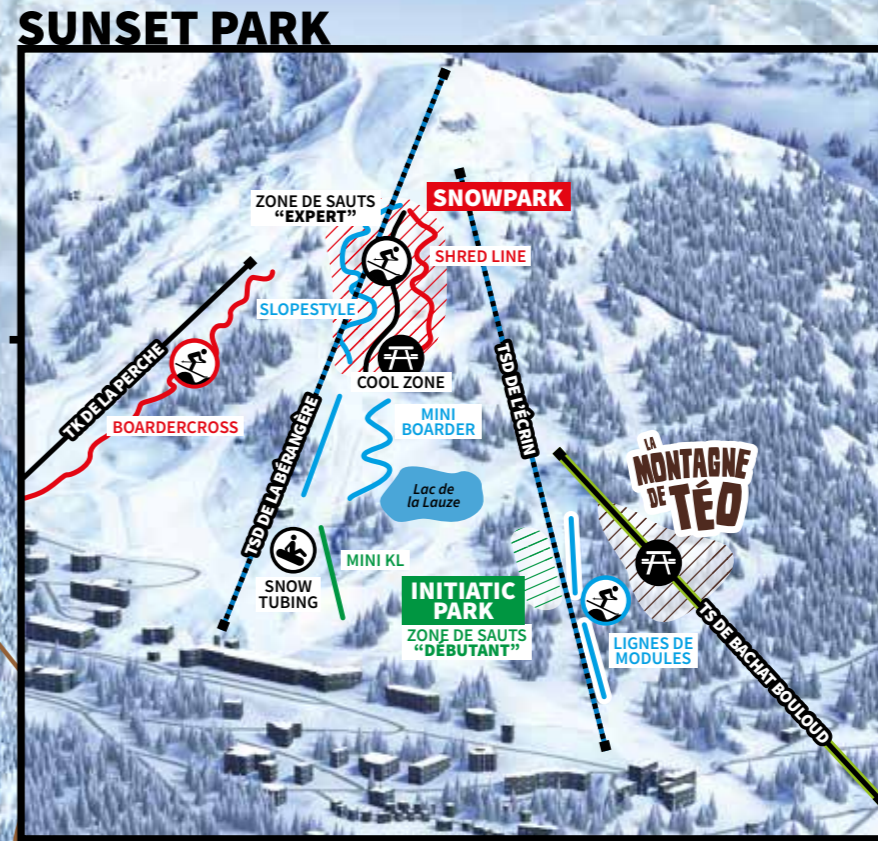 SUNSET PARK
ZONE DE SAUTS
“EXPERT”
SNOWPARK
SHRED LINE
SLOPESTYLE
TK DE LA PERCHE
COOL ZONE
TSD DE L'ÉCRIN
BOARDERCROSS
MINI
BOARDER
TSD DE LA BÉRANGÈRE
LA
MONTAGNE
DE TÉO
Lac de
la Lauze
MINI KL
SNOW
TUBING
INITIATIC
PARK
ZONE DE SAUTS
“DÉBUTANT”
LIGNES DE
MODULES
TS DE BACHAT BOULOUD